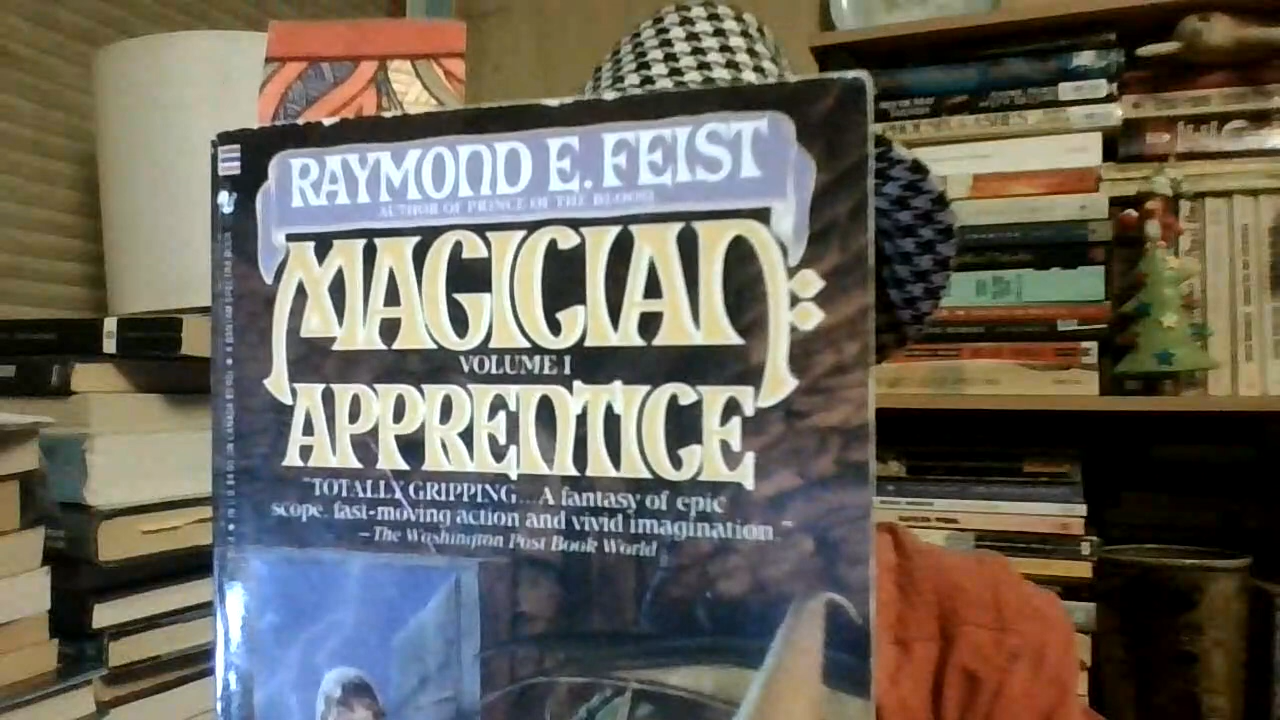 RAYMOND E. FEIST
AUTHOR OF PRINCE OF THE BLOOD
MAGICIAN:
VOLUME I
APPRENTICE
"TOTALLY GRIPPING...A fantasy of epic
scope, fast-moving action and vivid imagination."
—The Washington Post Book World